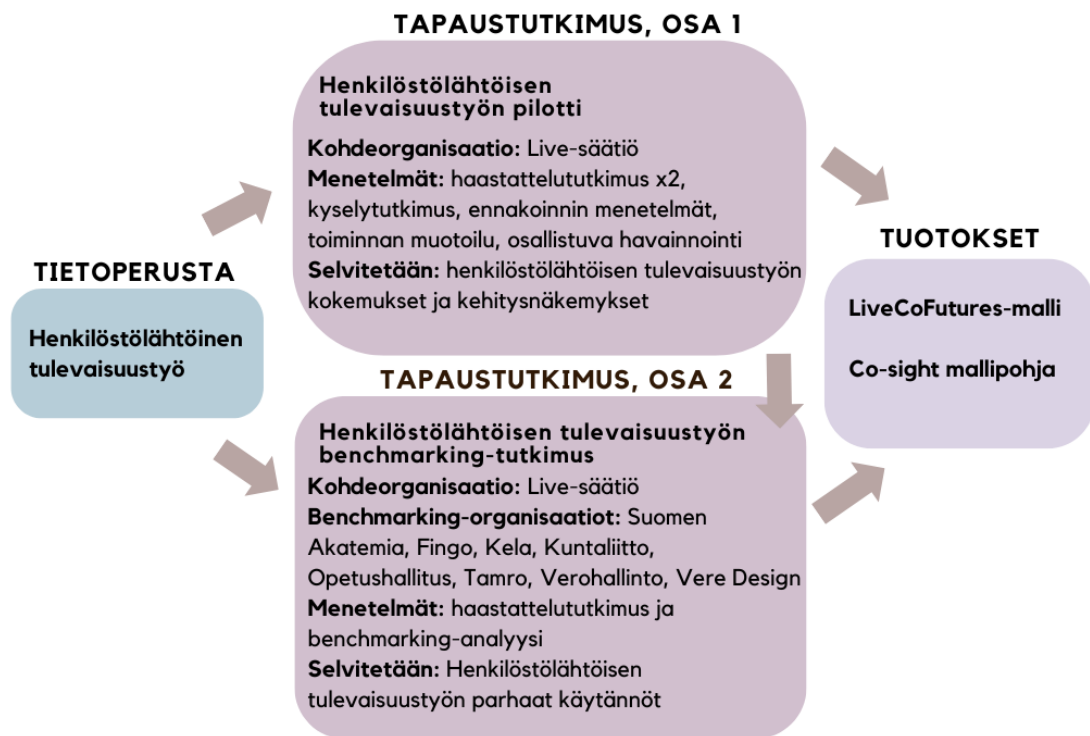 TAPAUSTUTKIMUS, OSA 1
Henkilöstölähtöisen
tulevaisuustyön pilotti
Kohdeorganisaatio: Live-säätiö
Menetelmät: haastattelututkimus x2,
kyselytutkimus, ennakoinnin menetelmät,
toiminnan muotoilu, osallistuva havainnointi
Selvitetään: henkilöstölähtöisen tulevaisuustyön
kokemukset ja kehitysnäkemykset
TIETOPERUSTA
Henkilöstölähtöinen
tulevaisuustyö
TAPAUSTUTKIMUS, OSA 2
Henkilöstölähtöisen tulevaisuustyön
benchmarking-tutkimus
Kohdeorganisaatio: Live-säätiö
Benchmarking-organisaatiot: Suomen
Akatemia, Fingo, Kela, Kuntaliitto,
Opetushallitus, Tamro, Verohallinto, Vere Design
Menetelmät: haastattelututkimus ja
benchmarking-analyysi
Selvitetään: Henkilöstölähtöisen
tulevaisuustyön parhaat käytännöt
TUOTOKSET
LiveCoFutures-malli
Co-sight mallipohja